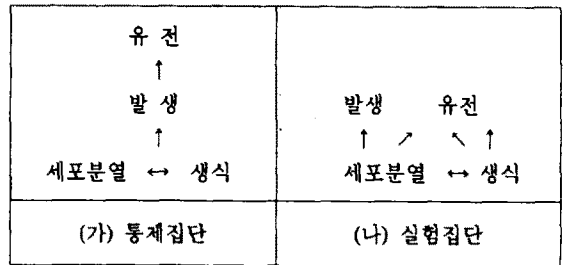 유 전
↑
발 생
↑
세포분열 ↔ 생식
(가) 통제집단
발생 유전
↑ ↗ ↖ ↑
세포분열 ↔ 생식
(나) 실험집단